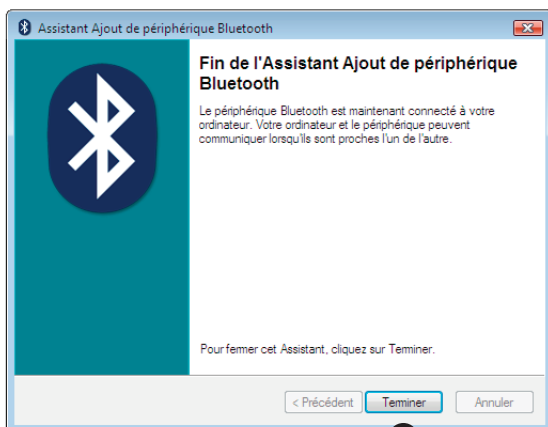 Assistant Ajout de périphérique Bluetooth
Fin de l'Assistant Ajout de périphérique
Bluetooth
Le périphérique Bluetooth est maintenant connecté à votre
ordinateur. Votre ordinateur et le périphérique peuvent
communiquer lorsqu'ils sont proches l'un de l'autre.
Pour fermer cet Assistant, cliquez sur Terminer.
< Précédent Terminer Annuler